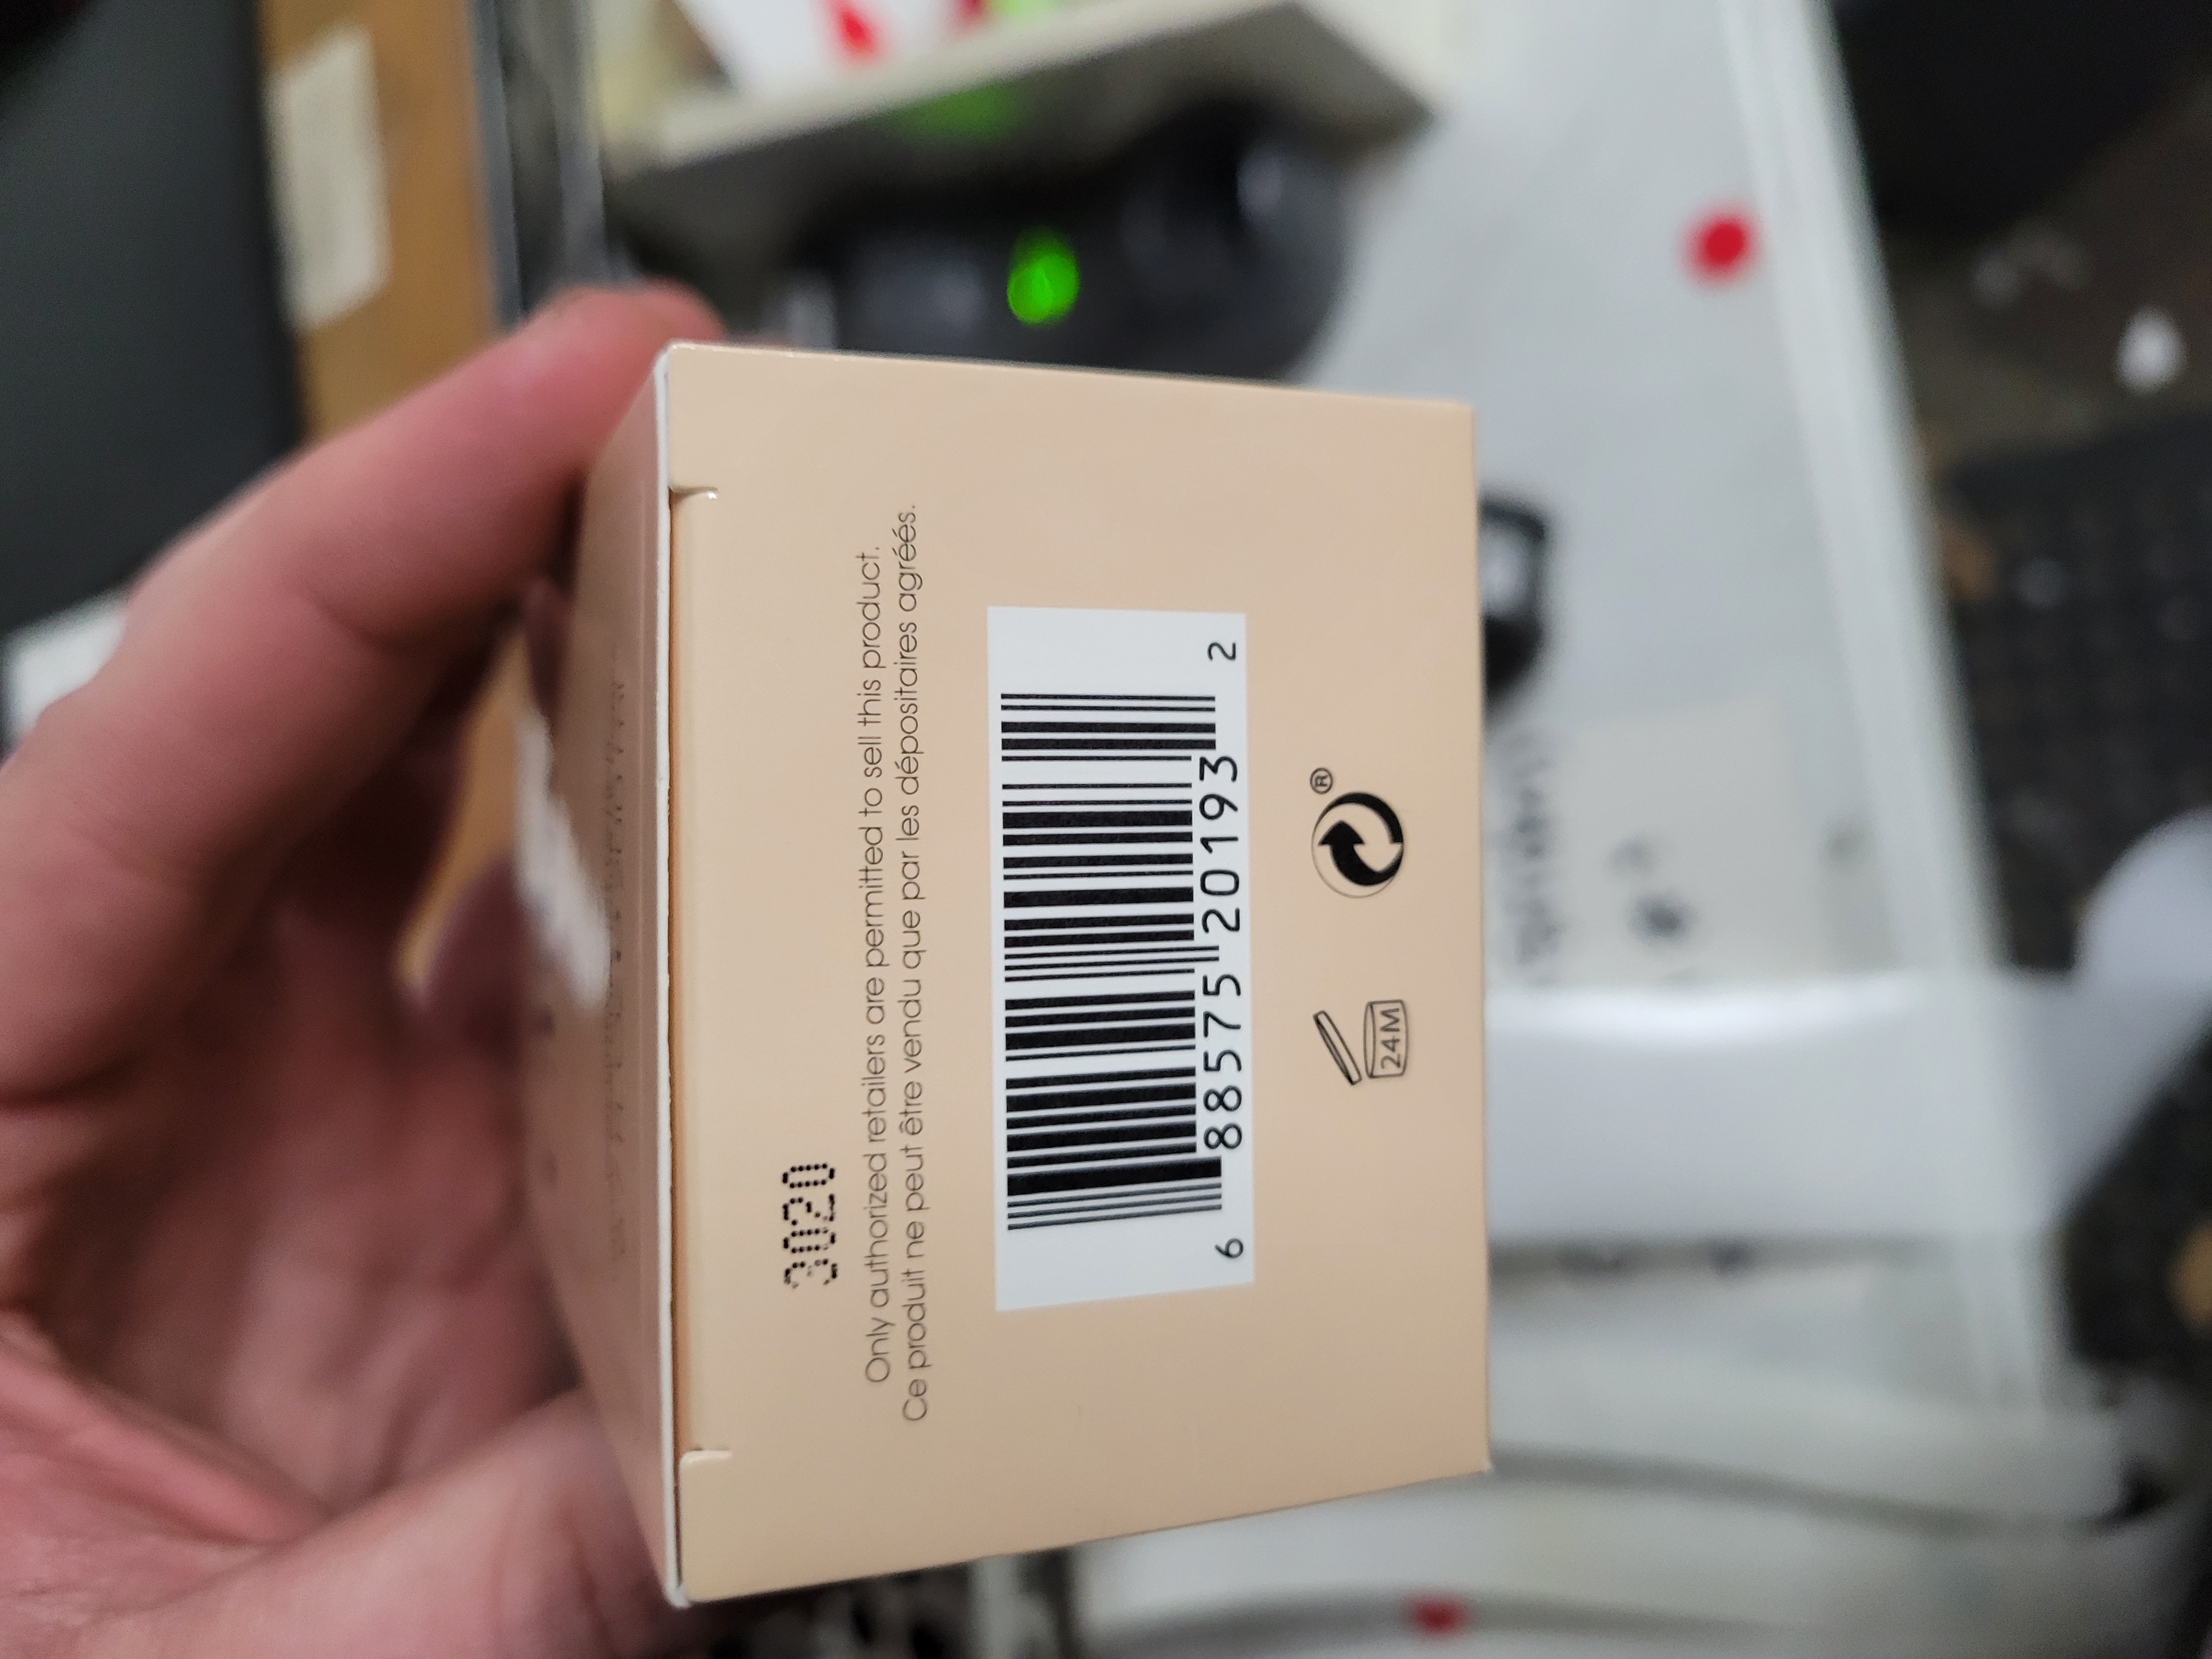 3020
Only authorized retailers are permitted to sell this product.
Ce produit ne peut être vendu que par les dépositaires agréés.
6 88575 20193 2
24M
®